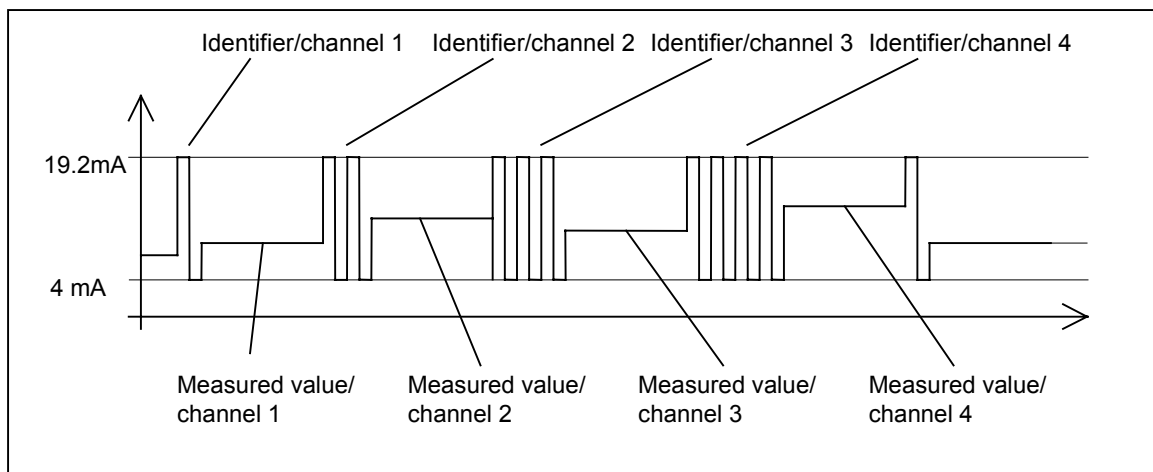 Identifier/channel 1
Identifier/channel 2
Identifier/channel 3
Identifier/channel 4
19.2mA
4 mA
Measured value/
channel 1
Measured value/
channel 2
Measured value/
channel 3
Measured value/
channel 4